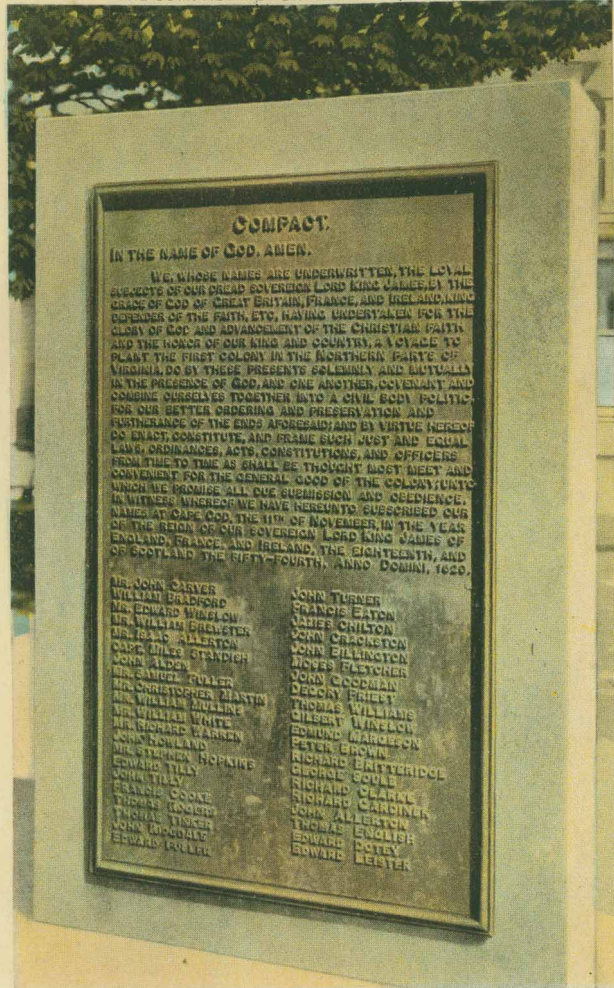 COMPACT.
IN THE NAME OF GOD, AMEN.
WE, WHOSE NAMES ARE UNDERWRITTEN, THE LOYAL
SUBJECTS OF OUR DREAD SOVEREIGN LORD KING JAMES, BY THE
GRACE OF GOD OF GREAT BRITAIN, FRANCE, AND IRELAND, KING
DEFENDER OF THE FAITH, ETC, HAVING UNDERTAKEN FOR THE
GLORY OF GOD AND ADVANCEMENT OF THE CHRISTIAN FAITH
AND THE HONOR OF OUR KING AND COUNTRY, A VOYAGE TO
PLANT THE FIRST COLONY IN THE NORTHERN PARTS OF
VIRGINIA, DO BY THESE PRESENTS SOLEMNLY AND MUTUALLY
IN THE PRESENCE OF GOD, AND ONE ANOTHER, COVENANT AND
COMBINE OURSELVES TOGETHER INTO A CIVIL BODY POLITIC
FOR OUR BETTER ORDERING AND PRESERVATION AND
FURTHERANCE OF THE ENDS AFORESAID; AND BY VIRTUE HEREOF
DO ENACT, CONSTITUTE, AND FRAME SUCH JUST AND EQUAL
LAWS, ORDINANCES, ACTS, CONSTITUTIONS, AND OFFICERS
FROM TIME TO TIME AS SHALL BE THOUGHT MOST MEET AND
CONVENIENT FOR THE GENERAL GOOD OF THE COLONY; UNTO
WHICH WE PROMISE ALL DUE SUBMISSION AND OBEDIENCE.
IN WITNESS WHEREOF WE HAVE HEREUNTO SUBSCRIBED OUR
NAMES AT CAPE COD, THE 11TH OF NOVEMBER, IN THE YEAR
OF THE REIGN OF OUR SOVEREIGN LORD KING JAMES OF
ENGLAND, FRANCE, AND IRELAND, THE EIGHTEENTH, AND
OF SCOTLAND THE FIFTY-FOURTH, ANNO DOMINI, 1620.
MR. JOHN CARVER
WILLIAM BRADFORD
MR. EDWARD WINSLOW
MR. WILLIAM BREWSTER
MR. ISAAC ALLERTON
CAPT. MILES STANDISH
JOHN ALDEN
MR. SAMUEL FULLER
MR. CHRISTOPHER MARTIN
MR. WILLIAM MULLINS
MR. WILLIAM WHITE
MR. RICHARD WARREN
JOHN HOWLAND
MR. STEPHEN HOPKINS
EDWARD TILLY
JOHN TILLY
FRANCIS COOKE
THOMAS ROGERS
THOMAS TINKER
JOHN RIGDALE
EDWARD FULLER
JOHN TURNER
FRANCIS EATON
JAMES CHILTON
JOHN CRACKSTON
JOHN BILLINGTON
MOSES FLETCHER
JOHN GOODMAN
DEGORY PRIEST
THOMAS WILLIAMS
GILBERT WINSLOW
EDMUND MARGESON
PETER BROWN
RICHARD BRITTERIDGE
GEORGE SOULE
RICHARD CLARKE
RICHARD GARDINER
JOHN ALLERTON
THOMAS ENGLISH
EDWARD DOTEY
EDWARD LEISTER